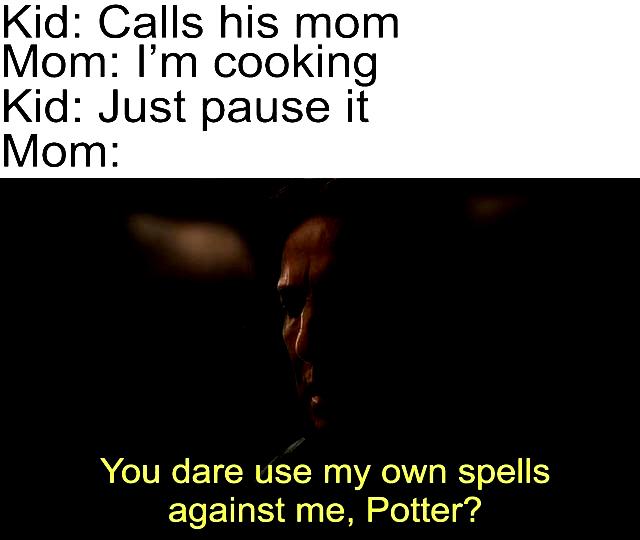 Kid: Calls his mom
Mom: I’m cooking
Kid: Just pause it
Mom:
You dare use my own spells
against me, Potter?